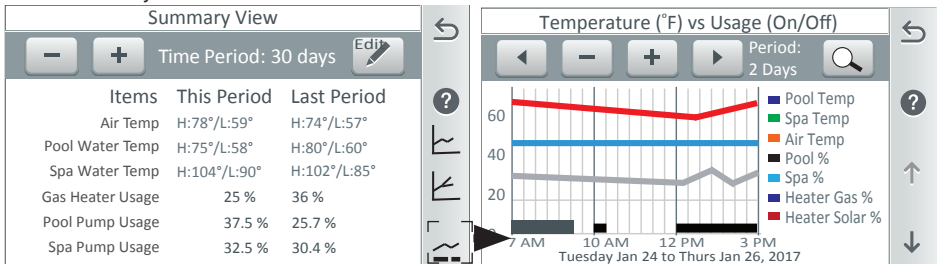 Summary View
Time Period: 30 days
Edit
Items This Period Last Period
Air Temp H:78°/L:59° H:74°/L:57°
Pool Water Temp H:75°/L:58° H:80°/L:60°
Spa Water Temp H:104°/L:90° H:102°/L:85°
Gas Heater Usage 25 % 36 %
Pool Pump Usage 37.5 % 25.7 %
Spa Pump Usage 32.5 % 30.4 %
?
Temperature (°F) vs Usage (On/Off)
Period:
2 Days
60
40
20
0
7 AM 10 AM 12 PM 3 PM
Tuesday Jan 24 to Thurs Jan 26, 2017
Pool Temp
Spa Temp
Air Temp
Pool %
Spa %
Heater Gas %
Heater Solar %
?